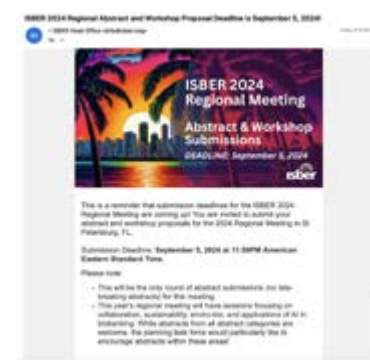 ISBER 2024 Regional Abstract and Workshop Proposal Deadline is September 5, 2024!
ISBER Head Office
ISBER 2024
Regional Meeting
Abstract & Workshop
Submissions
DEADLINE: September 5, 2024
isber
This is a reminder that submission deadlines for the ISBER 2024
Regional Meeting are coming up! You are invited to submit your
abstract and workshop proposals for the 2024 Regional Meeting in St.
Petersburg, FL.
Submission Deadline: September 5, 2024 at 11:59PM American
Eastern Standard Time.
Please note:
This will be the only round of abstract submissions (no late-
breaking abstracts) for this meeting.
This year's regional meeting will have sessions focusing on
collaboration, sustainability, and applications of AI in
biobanking. While abstracts from all abstract categories are
welcome, the planning task force would particularly like to
encourage abstracts within these areas!